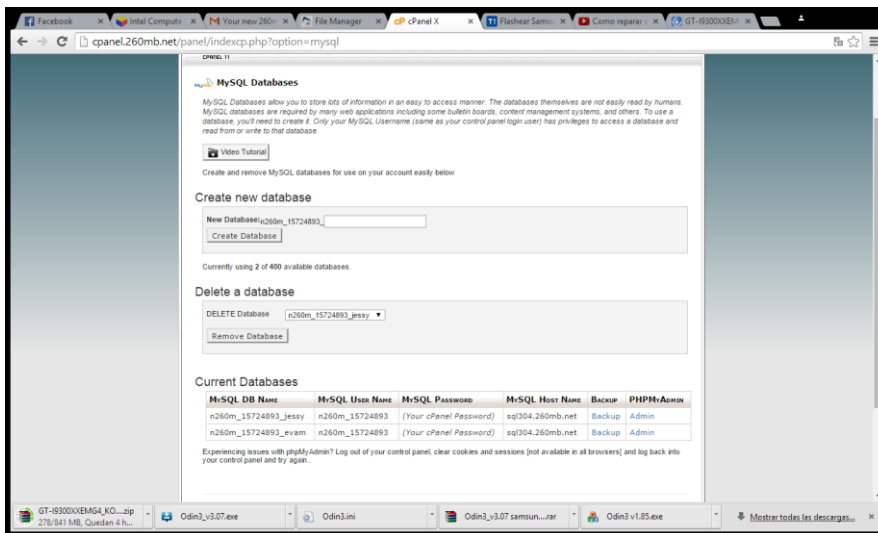 Facebook
Intel Compute
Your new 260m
File Manager
cPanel X
Flashear Samsu
Como reparar
GT-I9300XXEM
cpanel.260mb.net/panel/indexcp.php?option=mysql
CPANEL 11
MySQL Databases
MySQL Databases allow you to store lots of information in an easy to access manner. The databases themselves are not easily read by humans.
MySQL databases are required by many web applications including some bulletin boards, content management systems, and others. To use a
database, you'll need to create it. Only your MySQL Username (same as your control panel login user) has privileges to access a database and
read from or write to that database.
Video Tutorial
Create and remove MySQL databases for use on your account easily below
Create new database
New Database:n260m_15724893_
Create Database
Currently using 2 of 400 available databases.
Delete a database
DELETE Database n260m_15724893_jessy
Remove Database
Current Databases
MySQL DB Name MySQL User Name MySQL Password MySQL Host Name Backup PHPMyAdmin
n260m_15724893_jessy n260m_15724893 (Your cPanel Password) sql304.260mb.net Backup Admin
n260m_15724893_evam n260m_15724893 (Your cPanel Password) sql304.260mb.net Backup Admin
Experiencing issues with phpMyAdmin? Log out of your control panel, clear cookies and sessions [not available in all browsers] and log back into
your control panel and try again..
GT-I9300XXEMG4_KO....zip
278/841 MB, Quedan 4 h...
Odin3_v3.07.exe
Odin3.ini
Odin3_v3.07 samsun....rar
Odin3 v1.85.exe
Mostrar todas las descargas...